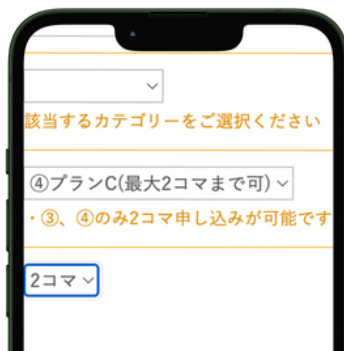 該当するカテゴリーをご選択ください
④プランC(最大2コマまで可)
・③、④のみ2コマ申し込みが可能です
2コマ